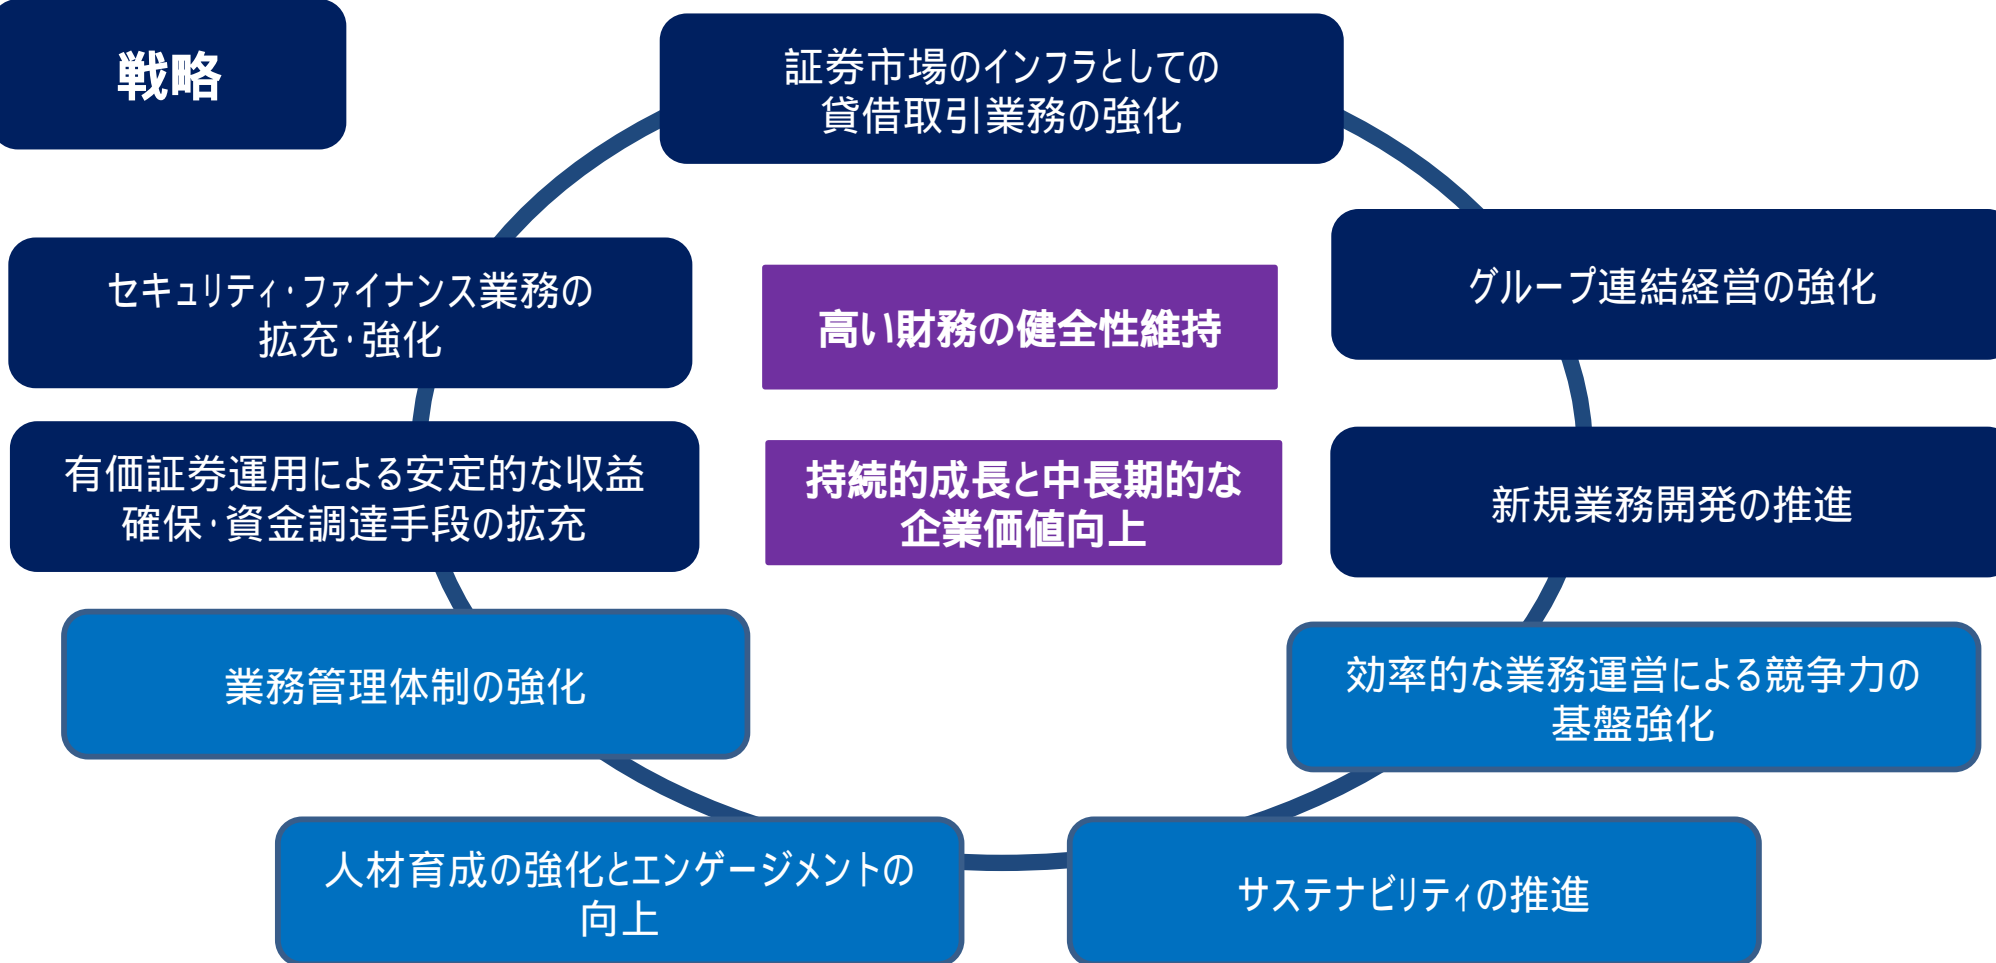 戦略
証券市場のインフラとしての
貸借取引業務の強化
セキュリティ・ファイナンス業務の
拡充・強化
高い財務の健全性維持
グループ連結経営の強化
有価証券運用による安定的な収益
確保・資金調達手段の拡充
持続的成長と中長期的な
企業価値向上
新規業務開発の推進
業務管理体制の強化
効率的な業務運営による競争力の
基盤強化
人材育成の強化とエンゲージメントの
向上
サステナビリティの推進